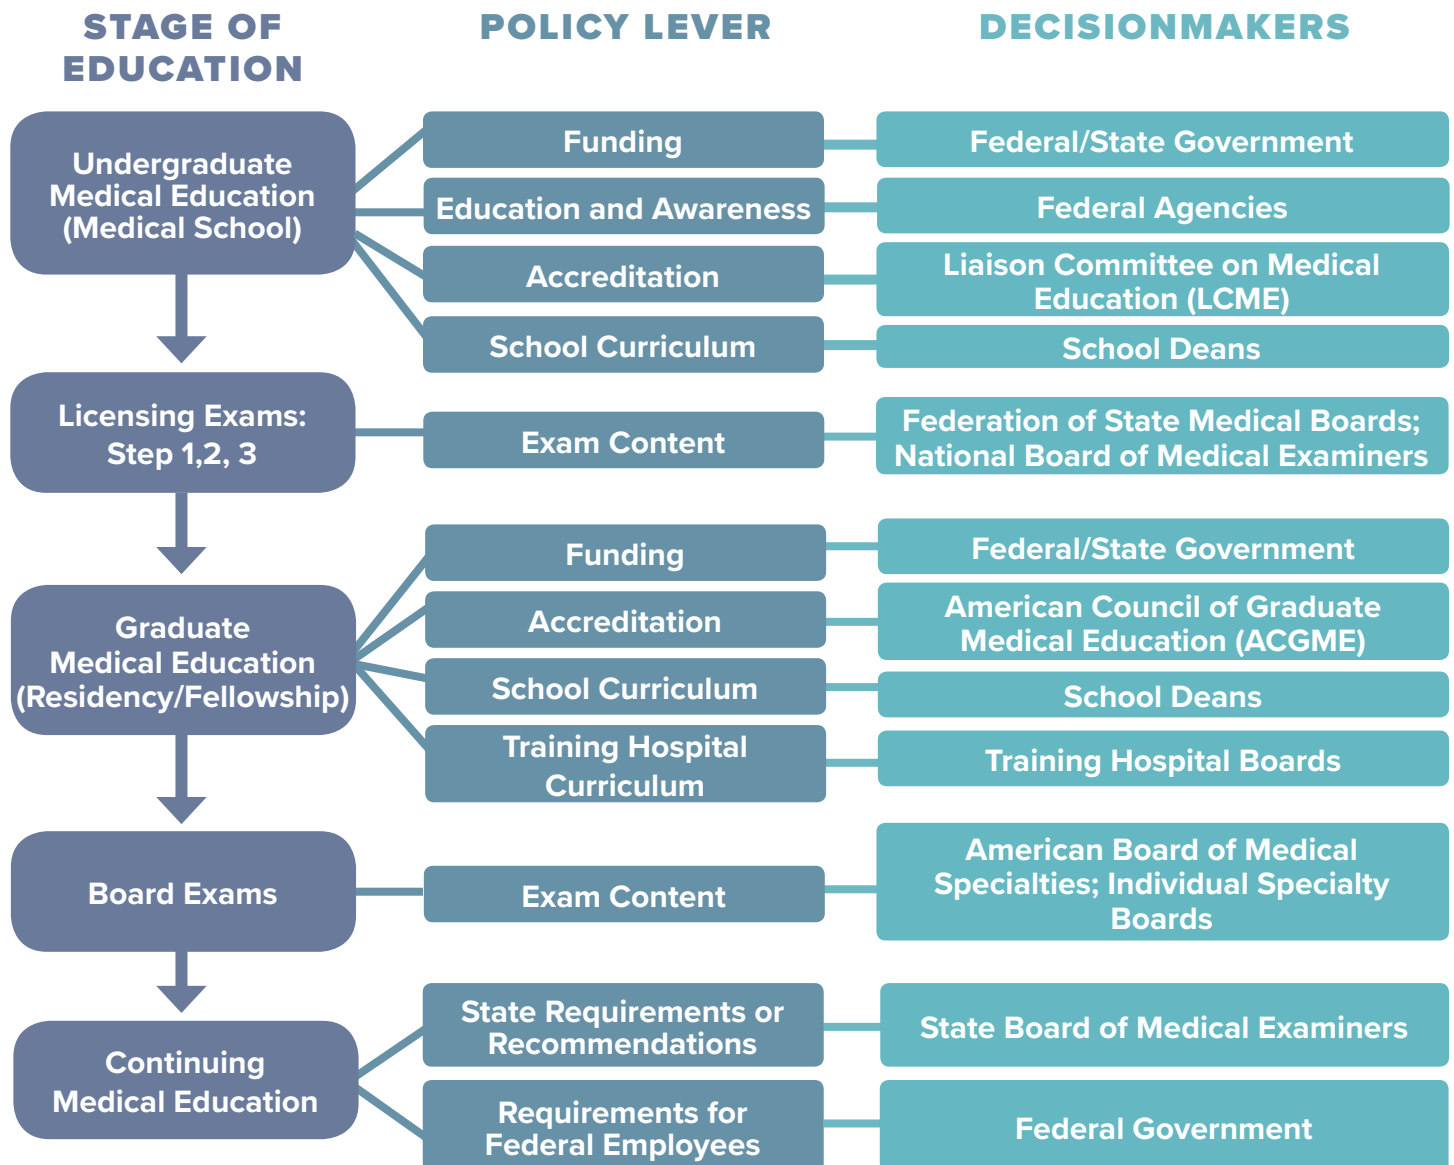 STAGE OF
EDUCATION
POLICY LEVER
DECISIONMAKERS
Undergraduate
Medical Education
(Medical School)
Funding
Federal/State Government
Education and Awareness
Federal Agencies
Accreditation
Liaison Committee on Medical
Education (LCME)
School Curriculum
School Deans
Licensing Exams:
Step 1,2, 3
Exam Content
Federation of State Medical Boards;
National Board of Medical Examiners
Graduate
Medical Education
(Residency/Fellowship)
Funding
Federal/State Government
Accreditation
American Council of Graduate
Medical Education (ACGME)
School Curriculum
School Deans
Training Hospital
Curriculum
Training Hospital Boards
Board Exams
Exam Content
American Board of Medical
Specialties; Individual Specialty
Boards
Continuing
Medical Education
State Requirements or
Recommendations
State Board of Medical Examiners
Requirements for
Federal Employees
Federal Government